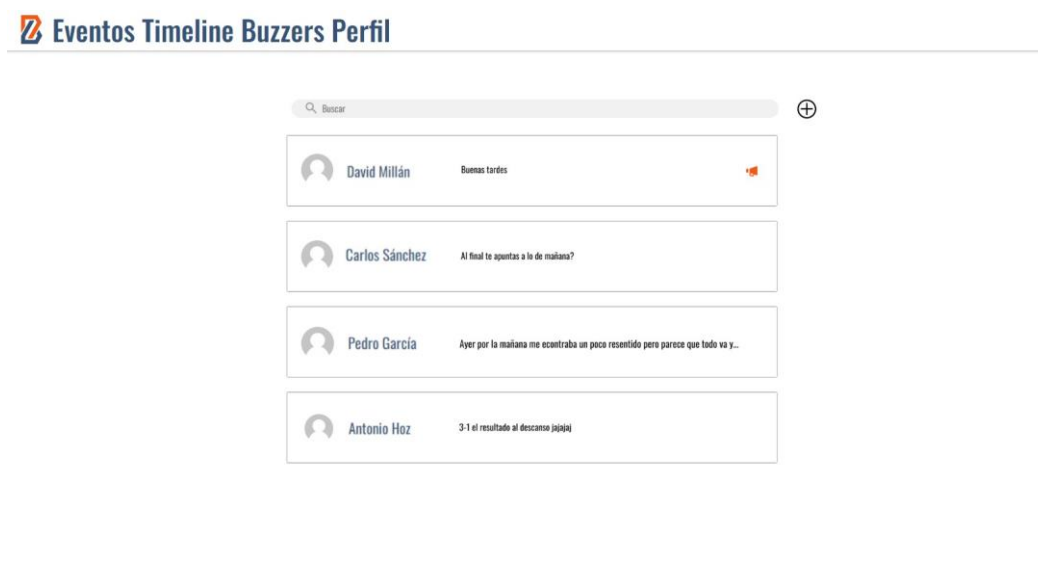 Eventos Timeline Buzzers Perfil
Buscar
David Millán
Buenas tardes
Carlos Sánchez
Al final te apuntas a lo de mañana?
Pedro García
Ayer por la mañana me econtraba un poco resentido pero parece que todo va y...
Antonio Hoz
3-1 el resultado al descanso jajajaj